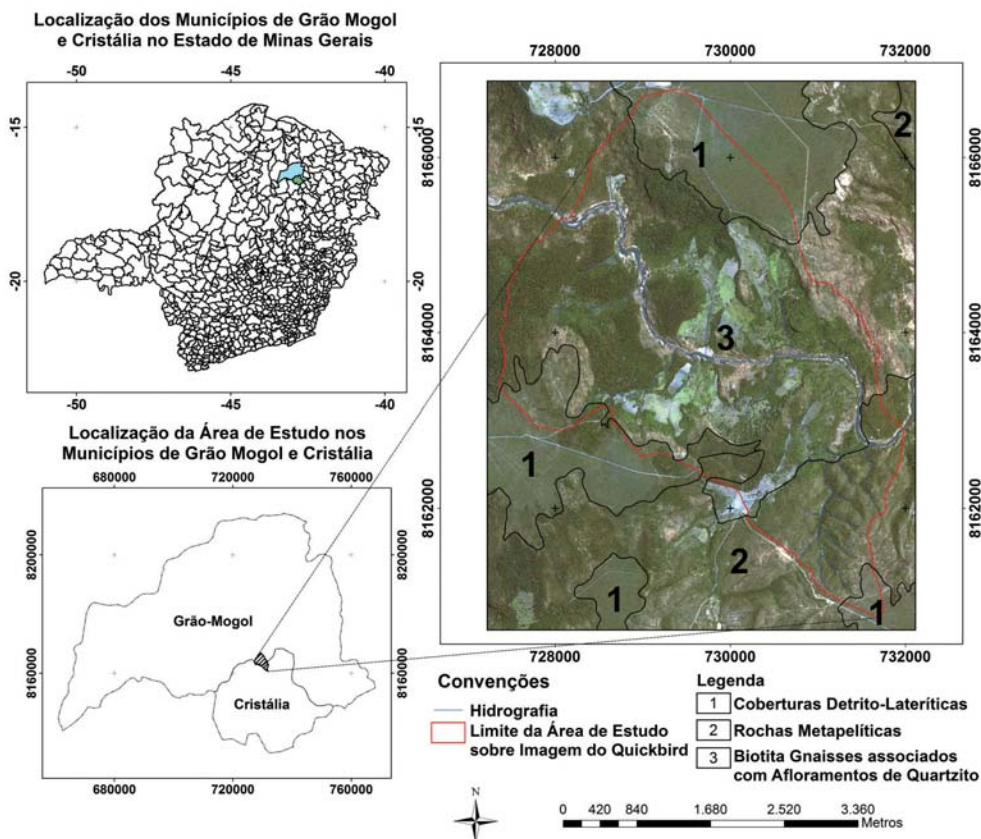 Localização dos Municípios de Grão Mogol
e Cristália no Estado de Minas Gerais
-50 -45 -40
-15 -15
-20 -20
-50 -45 -40
Localização da Área de Estudo nos
Municípios de Grão Mogol e Cristália
680000 720000 760000
8200000 8200000
Grão-Mogol
8160000 8160000
Cristália
680000 720000 760000
728000 730000 732000
8166000 8166000
1
2
8164000 8164000
3
1
8162000 8162000
2
1
1
728000 730000 732000
Convenções
Hidrografia
Limite da Área de Estudo
sobre Imagem do Quickbird
Legenda
1 Coberturas Detrito-Lateríticas
2 Rochas Metapelíticas
3 Biotita Gnaisses associados
com Afloramentos de Quartzito
N
0 420 840 1.680 2.520 3.360
Metros